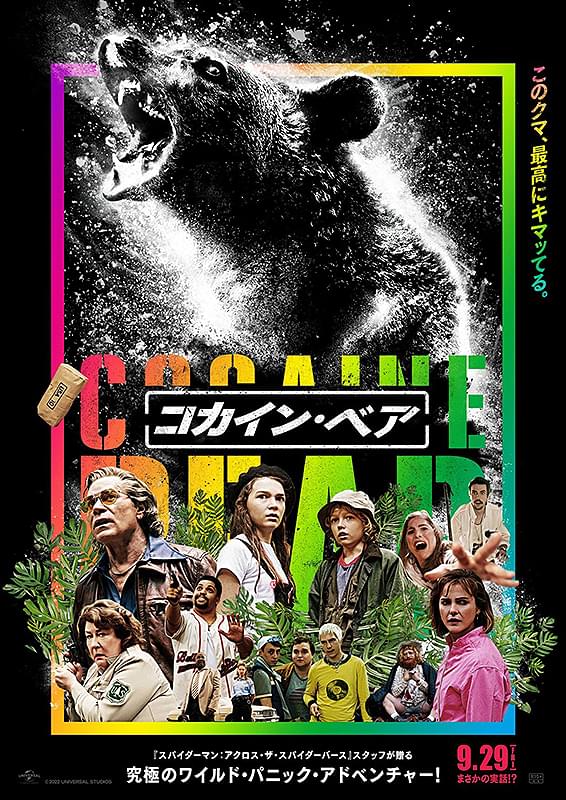 このクマ、最高にキマッてる。
COCAINE
コカイン・ベア
BEAR
『スパイダーマン：アクロス・ザ・スパイダーバース』スタッフが贈る
究極のワイルド・パニック・アドベンチャー！
9.29［FRI］
まさかの実話!?
UNIVERSAL
©2022 UNIVERSAL STUDIOS